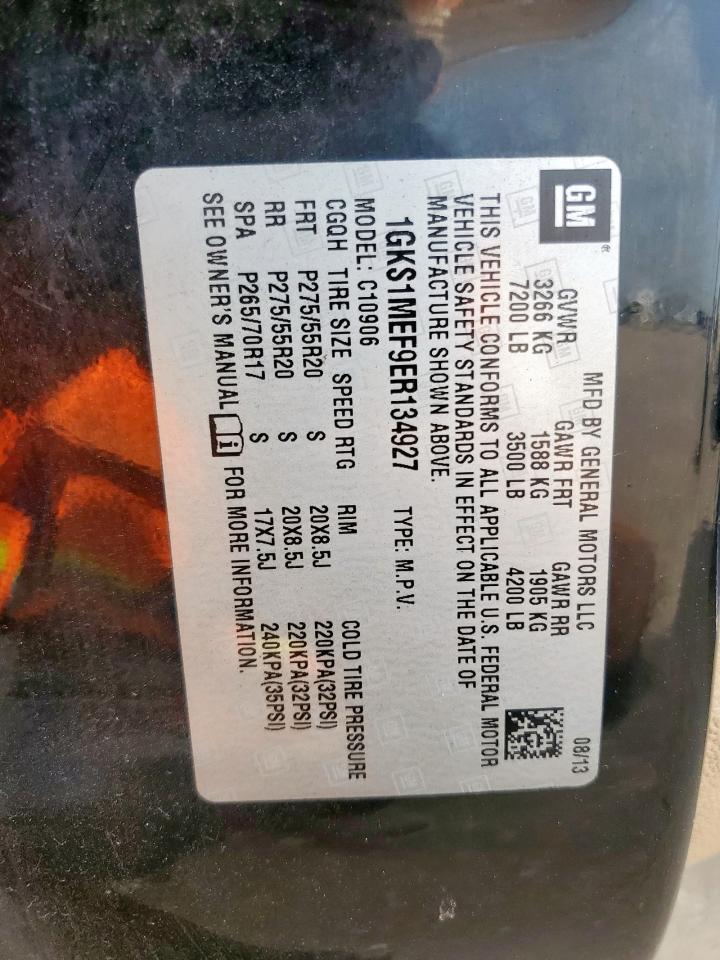 GM
MFD BY GENERAL MOTORS LLC 08/13
GVWR GAWR FRT GAWR RR
3266 KG 1588 KG 1905 KG
7200 LB 3500 LB 4200 LB
THIS VEHICLE CONFORMS TO ALL APPLICABLE U.S. FEDERAL MOTOR
VEHICLE SAFETY STANDARDS IN EFFECT ON THE DATE OF
MANUFACTURE SHOWN ABOVE.
1GKS1MEF9ER134927 TYPE: M.P.V.
MODEL: C10906
CGQH TIRE SIZE SPEED RTG RIM COLD TIRE PRESSURE
FRT P275/55R20 S 20X8.5J 220KPA(32PSI)
RR P275/55R20 S 20X8.5J 220KPA(32PSI)
SPA P265/70R17 S 17X7.5J 240KPA(35PSI)
SEE OWNER'S MANUAL i FOR MORE INFORMATION.